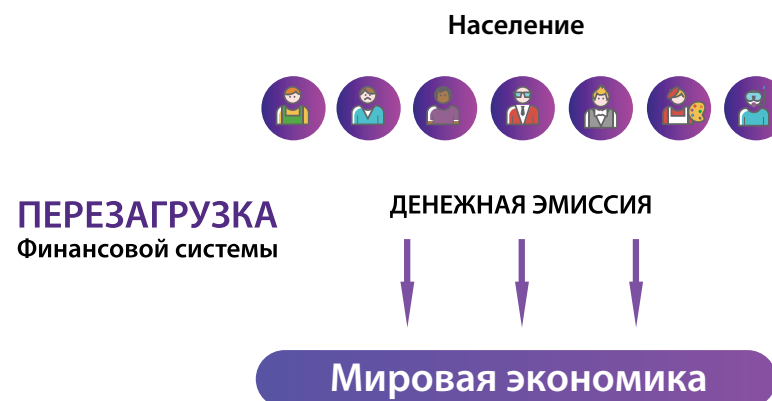 Население
ПЕРЕЗАГРУЗКА
Финансовой системы
ДЕНЕЖНАЯ ЭМИССИЯ
Мировая экономика